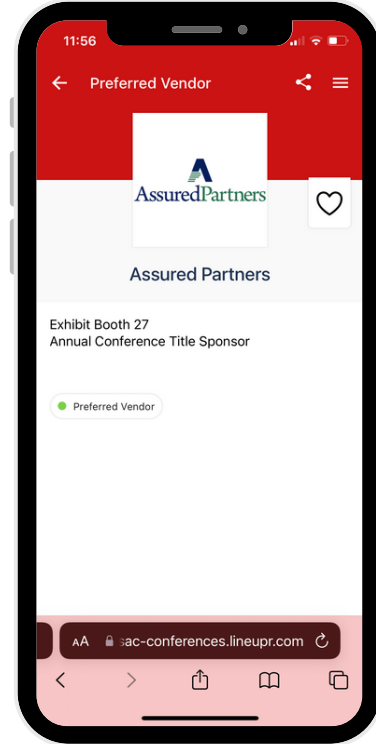 11:56
Preferred Vendor
AssuredPartners
Assured Partners
Exhibit Booth 27
Annual Conference Title Sponsor
Preferred Vendor
AA sac-conferences.lineupr.com